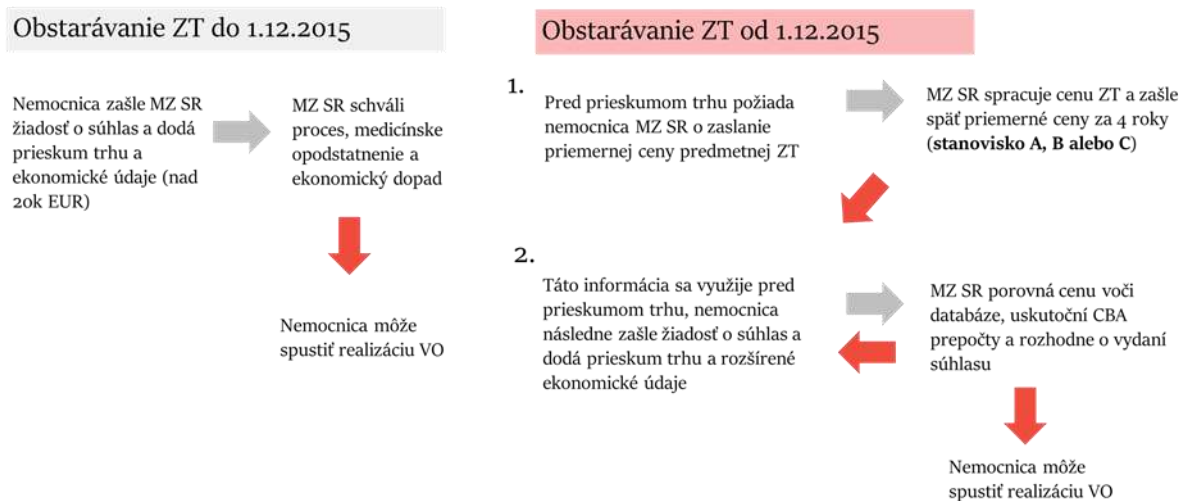 Obstarávanie ZT do 1.12.2015
Nemocnica zašle MZ SR
žiadosť o súhlas a dodá
prieskum trhu a
ekonomické údaje (nad
20k EUR)
MZ SR schváli
proces, medicínske
opodstatnenie a
ekonomický dopad
Nemocnica môže
spustiť realizáciu VO
Obstarávanie ZT od 1.12.2015
1.
Pred prieskumom trhu požiada
nemocnica MZ SR o zaslanie
priemernej ceny predmetnej ZT
MZ SR spracuje cenu ZT a zašle
späť priemerné ceny za 4 roky
(stanovisko A, B alebo C)
2.
Táto informácia sa využije pred
prieskumom trhu, nemocnica
následne zašle žiadosť o súhlas a
dodá prieskum trhu a rozšírené
ekonomické údaje
MZ SR porovná cenu voči
databáze, uskutoční CBA
prepočty a rozhodne o vydaní
súhlasu
Nemocnica môže
spustiť realizáciu VO